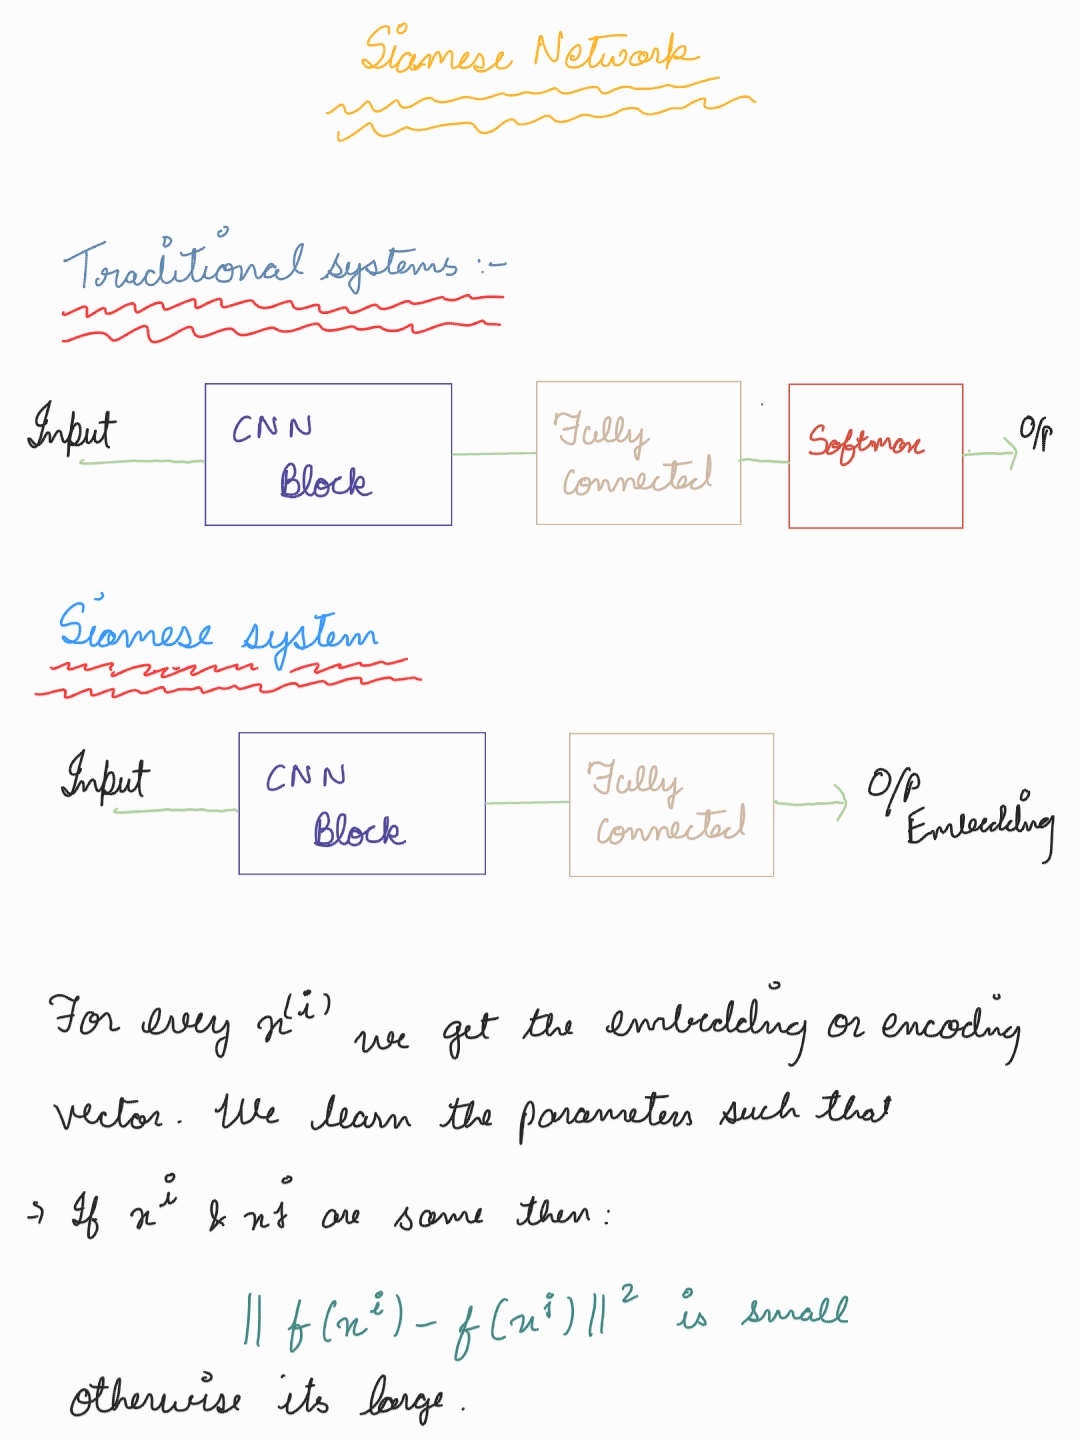 Siamese Network
Traditional systems :-
Input
CNN
Block
Fully
Connected
Softmax
O/p
Siamese system
Input
CNN
Block
Fully
Connected
O/p
Embedding
For every x^(i) we get the embedding or encoding
vector. We learn the parameters such that
⇒ If x^i & x^j are same then:
|| f(x^i) - f(x^j) ||^2 is small
otherwise its large.